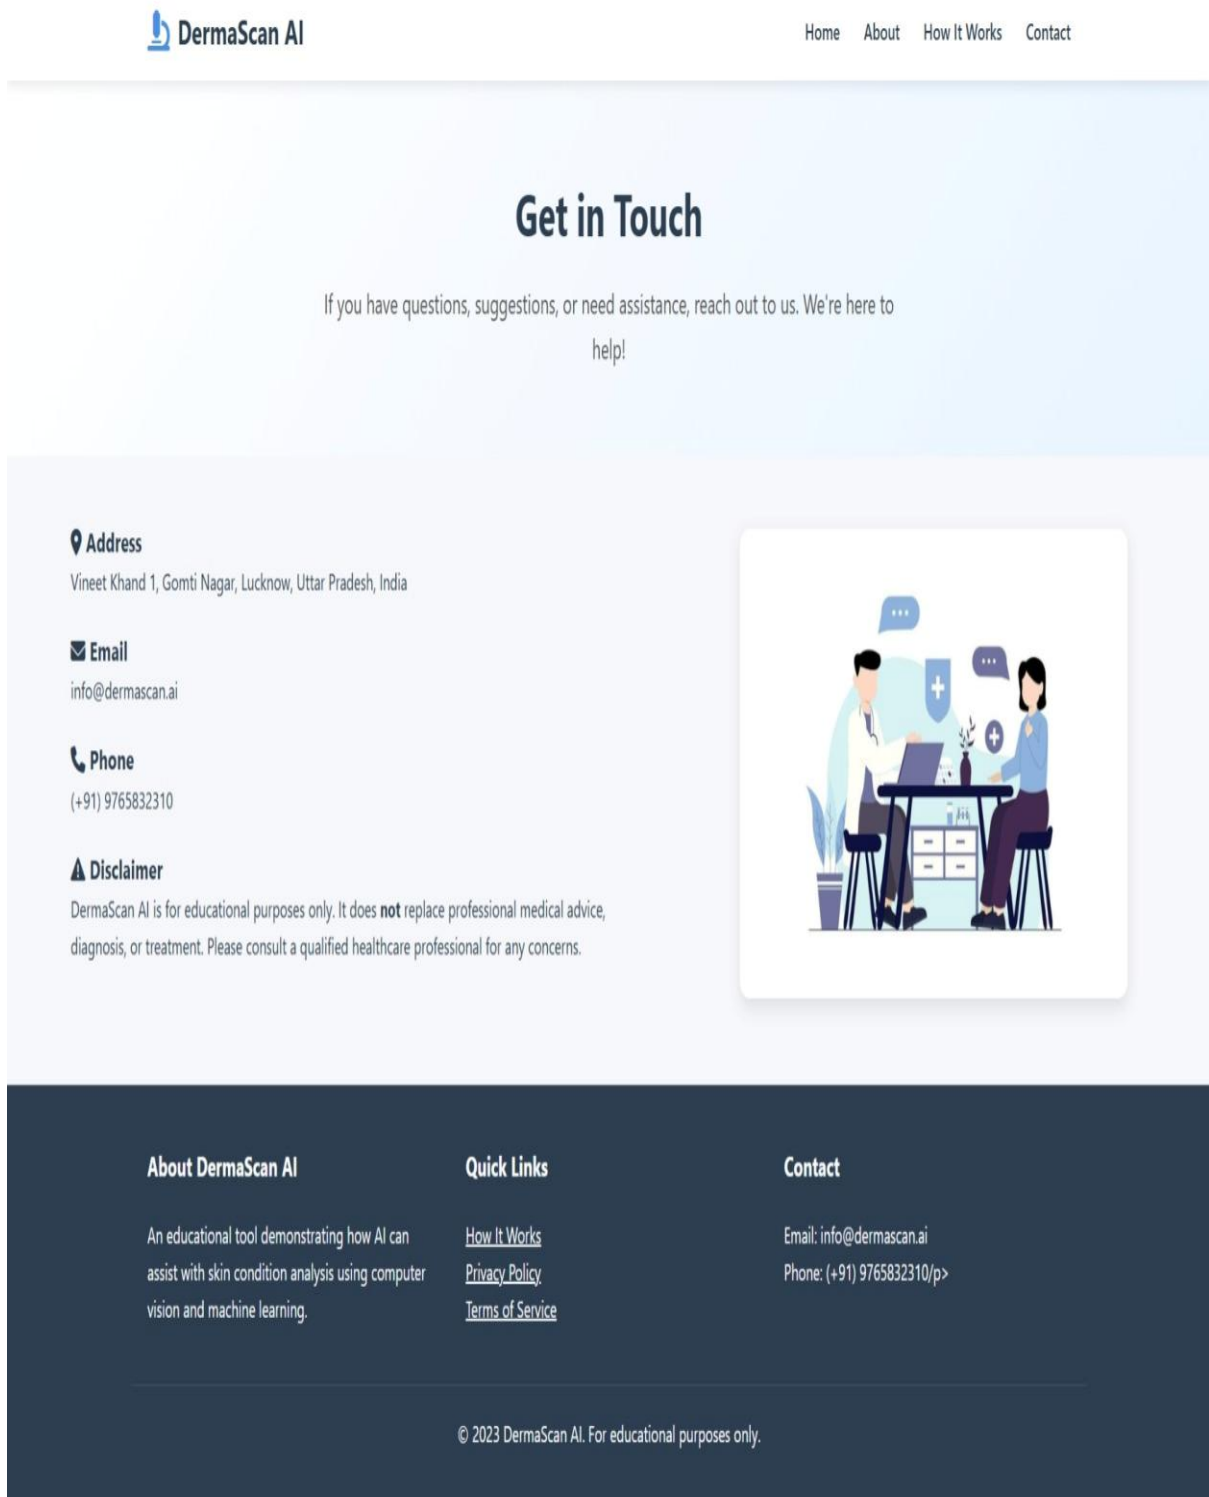 DermaScan AI
Home About How It Works Contact
Get in Touch
If you have questions, suggestions, or need assistance, reach out to us. We're here to
help!
Address
Vineet Khand 1, Gomti Nagar, Lucknow, Uttar Pradesh, India
Email
info@dermascan.ai
Phone
(+91) 9765832310
Disclaimer
DermaScan AI is for educational purposes only. It does not replace professional medical advice,
diagnosis, or treatment. Please consult a qualified healthcare professional for any concerns.
About DermaScan AI
An educational tool demonstrating how AI can
assist with skin condition analysis using computer
vision and machine learning.
Quick Links
How It Works
Privacy Policy
Terms of Service
Contact
Email: info@dermascan.ai
Phone: (+91) 9765832310/p>
© 2023 DermaScan AI. For educational purposes only.